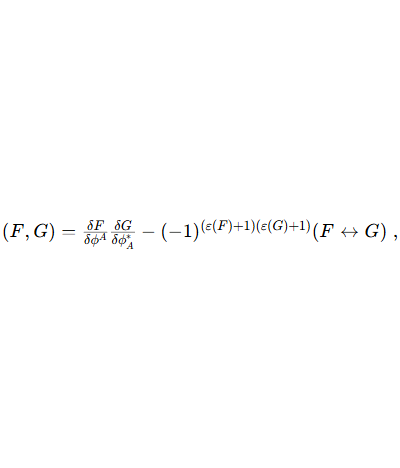 (F, G) = \frac{\delta F}{\delta \phi^A} \frac{\delta G}{\delta \phi^*_A} - (-1)^{(\varepsilon(F)+1)(\varepsilon(G)+1)} (F \leftrightarrow G) ,